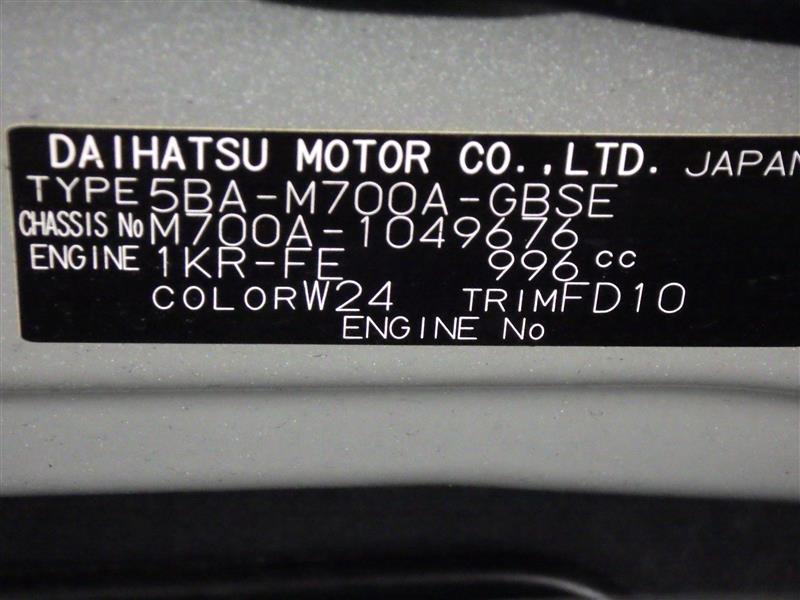 DAIHATSU MOTOR CO.,LTD. JAPAN
TYPE 5BA-M700A-GBSE
CHASSIS No M700A-1049676
ENGINE 1KR-FE 996 cc
COLOR W24 TRIM FD10
ENGINE No